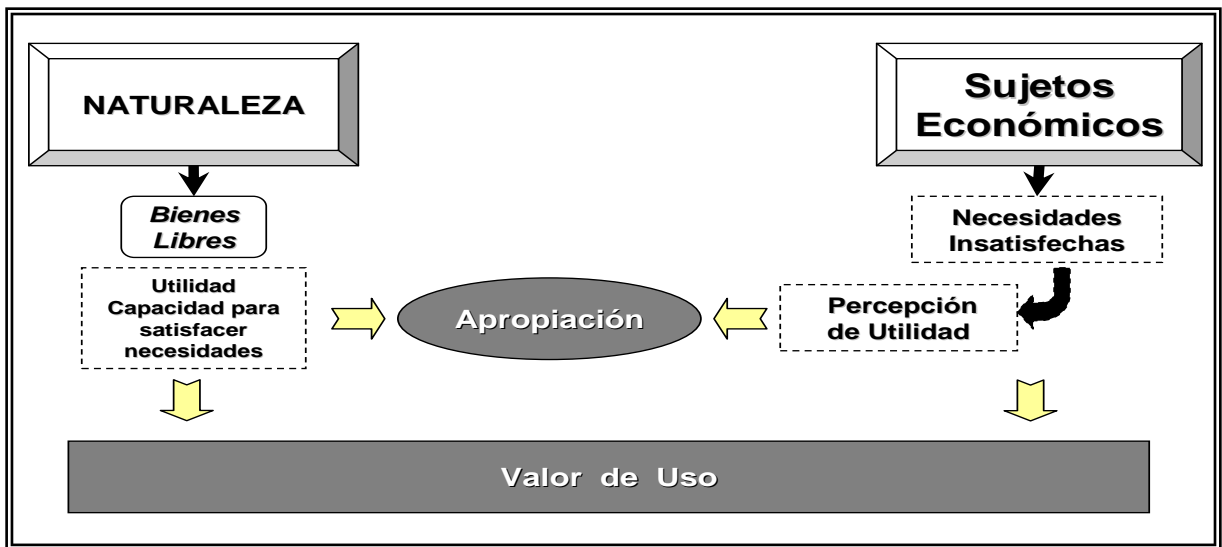 NATURALEZA
Sujetos
Económicos
Bienes
Libres
Necesidades
Insatisfechas
Utilidad
Capacidad para
satisfacer
necesidades
Apropiación
Percepción
de Utilidad
Valor de Uso